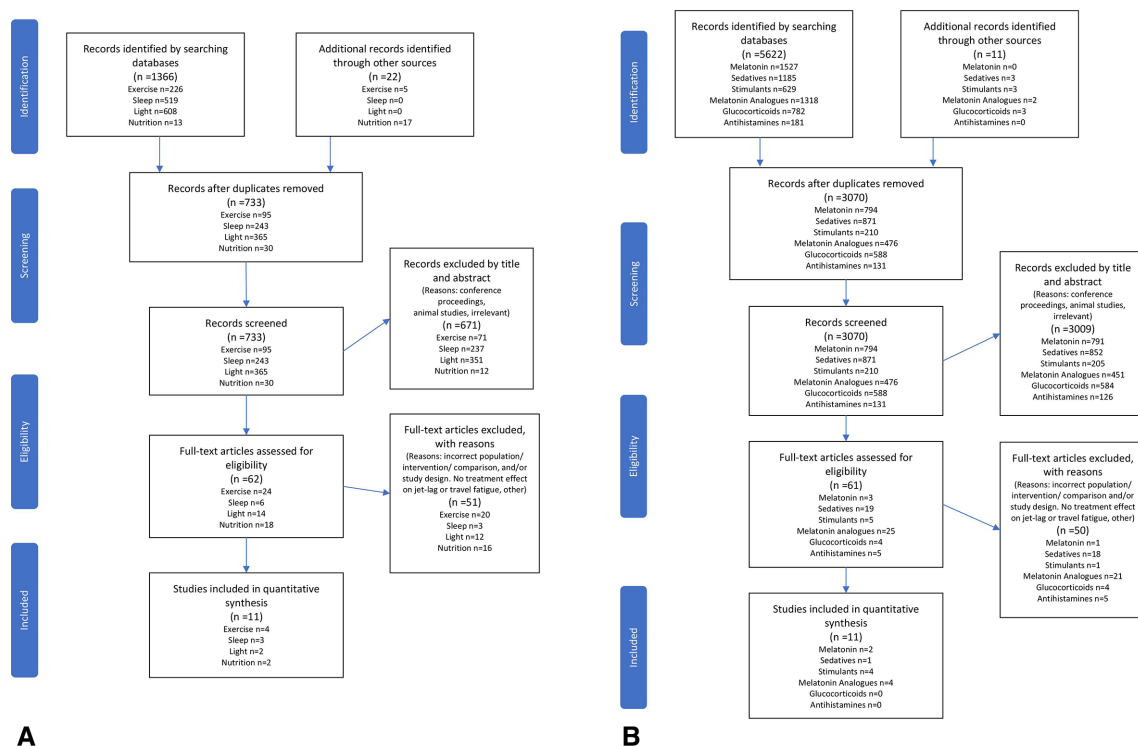 Identification
Records identified by searching
databases
(n =1366)
Exercise n=226
Sleep n=519
Light n=608
Nutrition n=13
Additional records identified
through other sources
(n =22)
Exercise n=5
Sleep n=0
Light n=0
Nutrition n=17
Screening
Records after duplicates removed
(n =733)
Exercise n=95
Sleep n=243
Light n=365
Nutrition n=30
Records screened
(n =733)
Exercise n=95
Sleep n=243
Light n=365
Nutrition n=30
Records excluded by title
and abstract
(Reasons: conference
proceedings,
animal studies, irrelevant)
(n =671)
Exercise n=71
Sleep n=237
Light n=351
Nutrition n=12
Eligibility
Full-text articles assessed for
eligibility
(n =62)
Exercise n=24
Sleep n=6
Light n=14
Nutrition n=18
Full-text articles excluded,
with reasons
(Reasons: incorrect population/
intervention/ comparison, and/or
study design. No treatment effect
on jet-lag or travel fatigue, other)
(n =51)
Exercise n=20
Sleep n=3
Light n=12
Nutrition n=16
Included
Studies included in quantitative
synthesis
(n =11)
Exercise n=4
Sleep n=3
Light n=2
Nutrition n=2
A
Identification
Records identified by searching
databases
(n =5622)
Melatonin n=1527
Sedatives n=1185
Stimulants n=629
Melatonin Analogues n=1318
Glucocorticoids n=782
Antihistamines n=181
Additional records identified
through other sources
(n =11)
Melatonin n=0
Sedatives n=3
Stimulants n=3
Melatonin Analogues n=2
Glucocorticoids n=3
Antihistamines n=0
Screening
Records after duplicates removed
(n =3070)
Melatonin n=794
Sedatives n=871
Stimulants n=210
Melatonin Analogues n=476
Glucocorticoids n=588
Antihistamines n=131
Records screened
(n =3070)
Melatonin n=794
Sedatives n=871
Stimulants n=210
Melatonin Analogues n=476
Glucocorticoids n=588
Antihistamines n=131
Records excluded by title
and abstract
(Reasons: conference
proceedings, animal studies,
irrelevant)
(n =3009)
Melatonin n=791
Sedatives n=852
Stimulants n=205
Melatonin Analogues n=451
Glucocorticoids n=584
Antihistamines n=126
Eligibility
Full-text articles assessed for
eligibility
(n =61)
Melatonin n=3
Sedatives n=19
Stimulants n=5
Melatonin analogues n=25
Glucocorticoids n=4
Antihistamines n=5
Full-text articles excluded,
with reasons
(Reasons: incorrect population/
intervention/ comparison and/or
study design. No treatment effect
on jet-lag or travel fatigue, other)
(n =50)
Melatonin n=1
Sedatives n=18
Stimulants n=1
Melatonin Analogues n=21
Glucocorticoids n=4
Antihistamines n=5
Included
Studies included in quantitative
synthesis
(n =11)
Melatonin n=2
Sedatives n=1
Stimulants n=4
Melatonin Analogues n=4
Glucocorticoids n=0
Antihistamines n=0
B